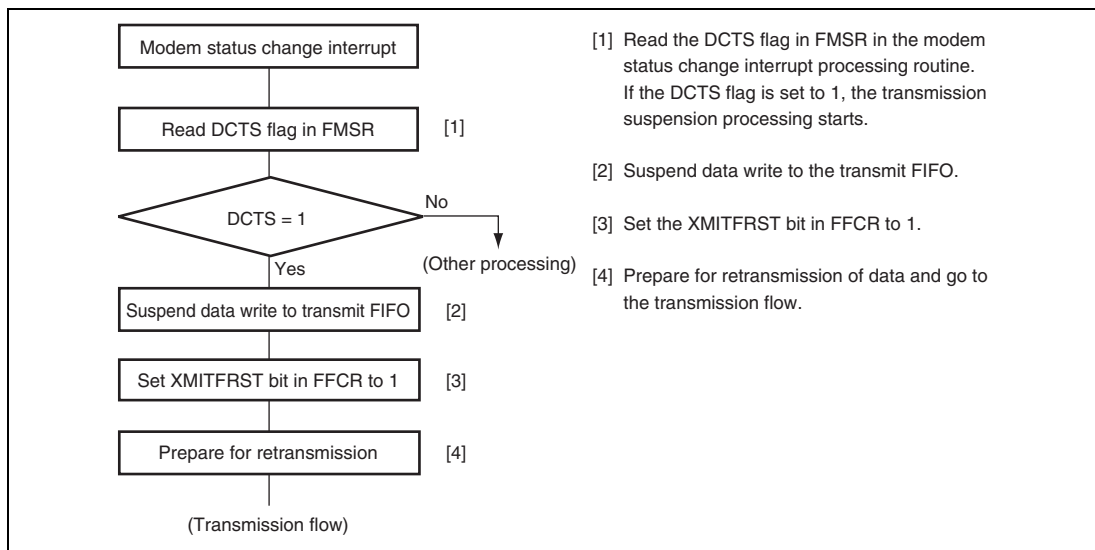 Modem status change interrupt
Read DCTS flag in FMSR
[1]
DCTS = 1
No
(Other processing)
Yes
Suspend data write to transmit FIFO
[2]
Set XMITFRST bit in FFCR to 1
[3]
Prepare for retransmission
[4]
(Transmission flow)
[1] Read the DCTS flag in FMSR in the modem
status change interrupt processing routine.
If the DCTS flag is set to 1, the transmission
suspension processing starts.
[2] Suspend data write to the transmit FIFO.
[3] Set the XMITFRST bit in FFCR to 1.
[4] Prepare for retransmission of data and go to
the transmission flow.